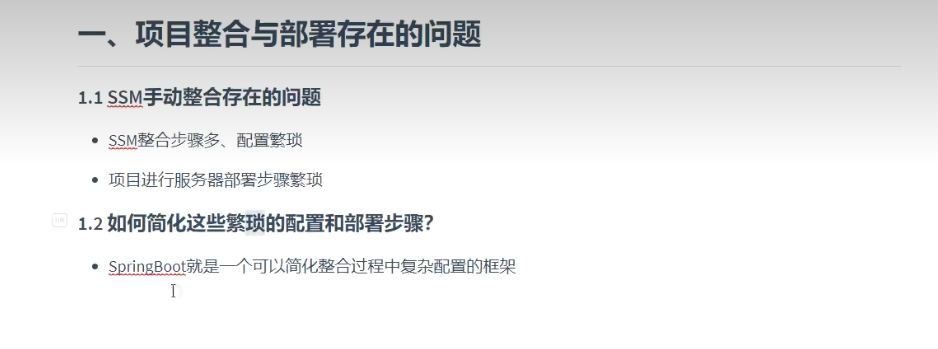 一、项目整合与部署存在的问题
1.1 SSM手动整合存在的问题
• SSM整合步骤多、配置繁琐
• 项目进行服务器部署步骤繁琐
1.2 如何简化这些繁琐的配置和部署步骤？
• SpringBoot就是一个可以简化整合过程中复杂配置的框架